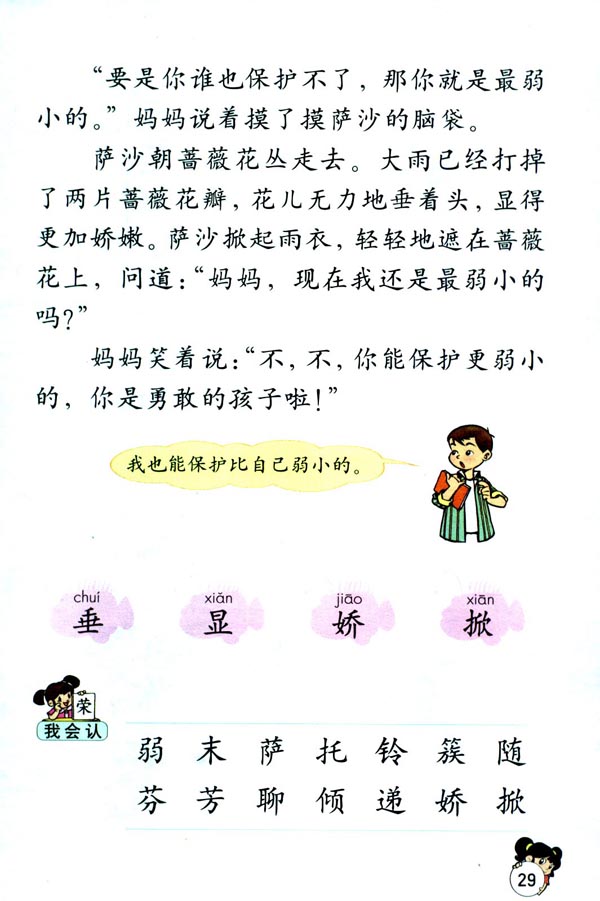 “要是你谁也保护不了，那你就是最弱
小的。”妈妈说着摸了摸萨沙的脑袋。
萨沙朝蔷薇花丛走去。大雨已经打掉
了两片蔷薇花瓣，花儿无力地垂着头，显得
更加娇嫩。萨沙掀起雨衣，轻轻地遮在蔷薇
花上，问道：“妈妈，现在我还是最弱小的
吗？”
妈妈笑着说：“不，不，你能保护更弱小
的，你是勇敢的孩子啦！”
我也能保护比自己弱小的。
chuí xiǎn jiāo xiān
垂 显 娇 掀
荣
我会认
弱 末 萨 托 铃 簇 随
芬 芳 聊 倾 递 娇 掀
29